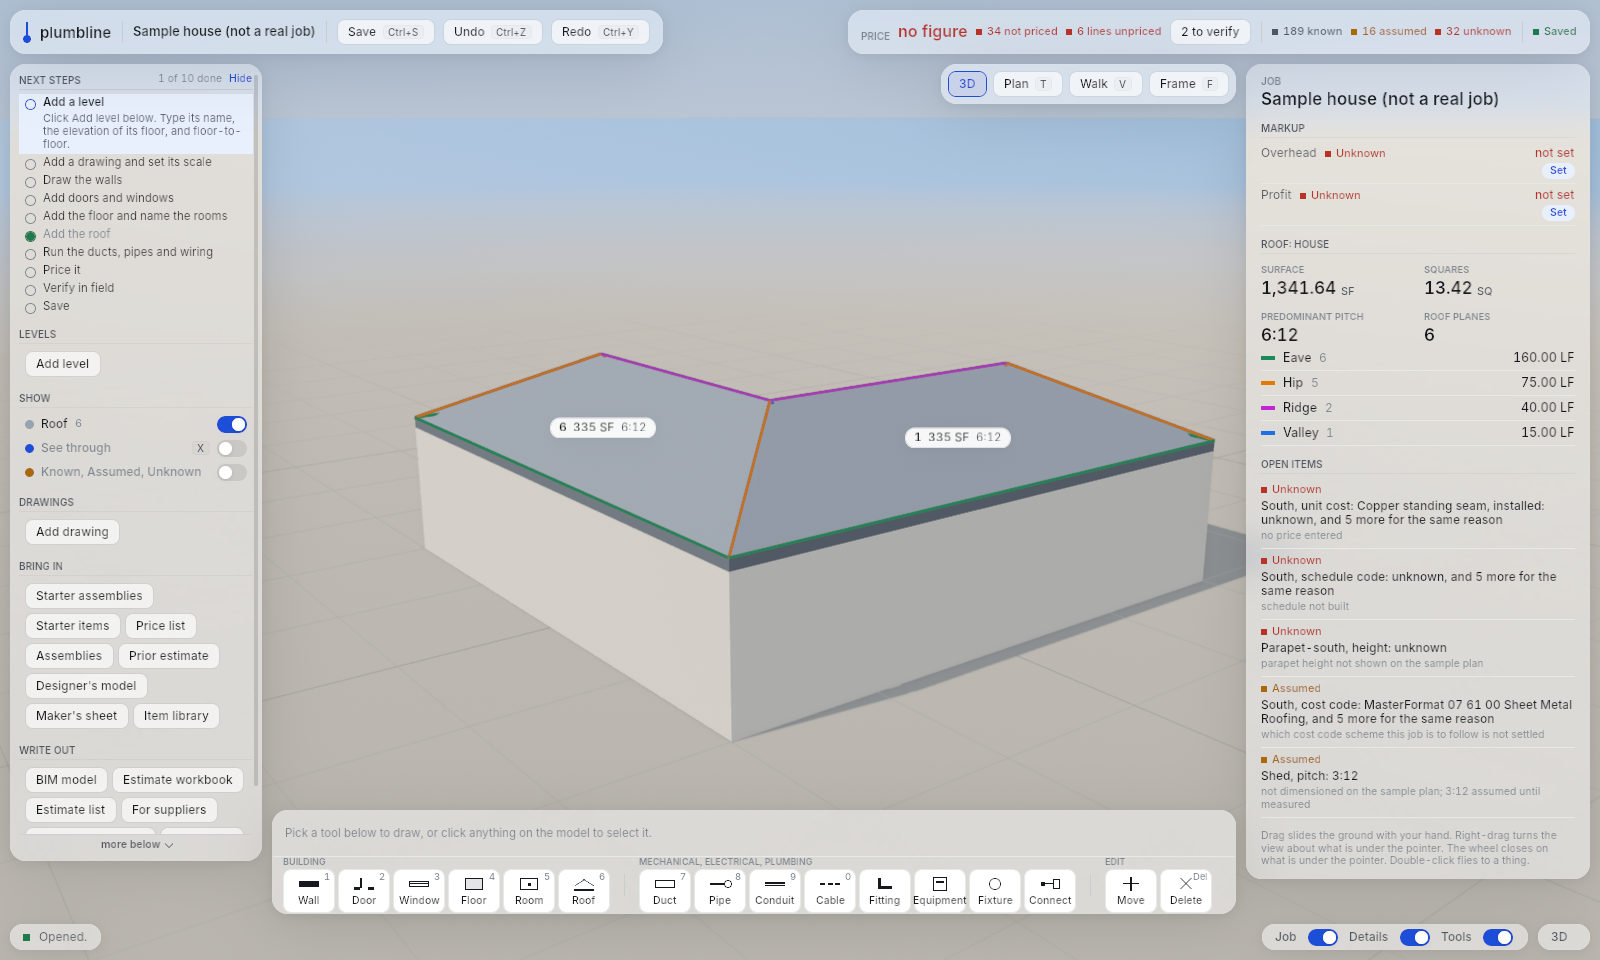 plumbline
Sample house (not a real job)
Save Ctrl+S
Undo Ctrl+Z
Redo Ctrl+Y
PRICE no figure
34 not priced
6 lines unpriced
2 to verify
189 known
16 assumed
32 unknown
Saved
NEXT STEPS
1 of 10 done Hide
Add a level
Click Add level below. Type its name,
the elevation of its floor, and floor-to-
floor.
Add a drawing and set its scale
Draw the walls
Add doors and windows
Add the floor and name the rooms
Add the roof
Run the ducts, pipes and wiring
Price it
Verify in field
Save
LEVELS
Add level
SHOW
Roof 6
See through X
Known, Assumed, Unknown
DRAWINGS
Add drawing
BRING IN
Starter assemblies
Starter items Price list
Assemblies Prior estimate
Designer's model
Maker's sheet Item library
WRITE OUT
BIM model Estimate workbook
Estimate list For suppliers
more below
Opened.
3D
Plan T
Walk V
Frame F
6 335 SF 6:12
1 335 SF 6:12
Pick a tool below to draw, or click anything on the model to select it.
BUILDING
1 Wall
2 Door
3 Window
4 Floor
5 Room
6 Roof
MECHANICAL, ELECTRICAL, PLUMBING
7 Duct
8 Pipe
9 Conduit
0 Cable
Fitting
Equipment
Fixture
Connect
EDIT
Move
Del Delete
JOB
Sample house (not a real job)
MARKUP
Overhead Unknown not set
Set
Profit Unknown not set
Set
ROOF: HOUSE
SURFACE SQUARES
1,341.64 SF 13.42 SQ
PREDOMINANT PITCH ROOF PLANES
6:12 6
Eave 6 160.00 LF
Hip 5 75.00 LF
Ridge 2 40.00 LF
Valley 1 15.00 LF
OPEN ITEMS
Unknown
South, unit cost: Copper standing seam, installed:
unknown, and 5 more for the same reason
no price entered
Unknown
South, schedule code: unknown, and 5 more for the
same reason
schedule not built
Unknown
Parapet-south, height: unknown
parapet height not shown on the sample plan
Assumed
South, cost code: MasterFormat 07 61 00 Sheet Metal
Roofing, and 5 more for the same reason
which cost code scheme this job is to follow is not settled
Assumed
Shed, pitch: 3:12
not dimensioned on the sample plan; 3:12 assumed until
measured
Drag slides the ground with your hand. Right-drag turns the
view about what is under the pointer. The wheel closes on
what is under the pointer. Double-click flies to a thing.
Job
Details
Tools
3D